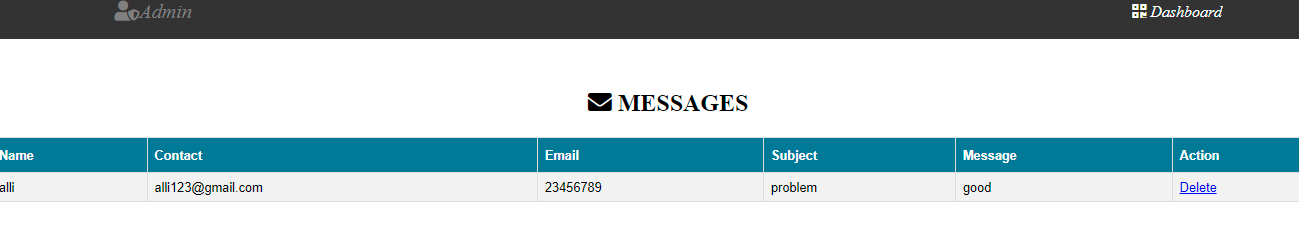 Admin Dashboard
MESSAGES
Name Contact Email Subject Message Action
alli alli123@gmail.com 23456789 problem good Delete